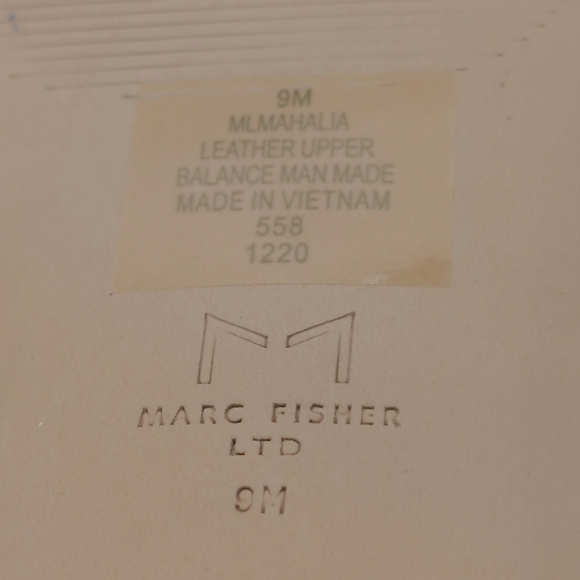 9M
MLMAHALIA
LEATHER UPPER
BALANCE MAN MADE
MADE IN VIETNAM
558
1220
MARC FISHER
LTD
9M